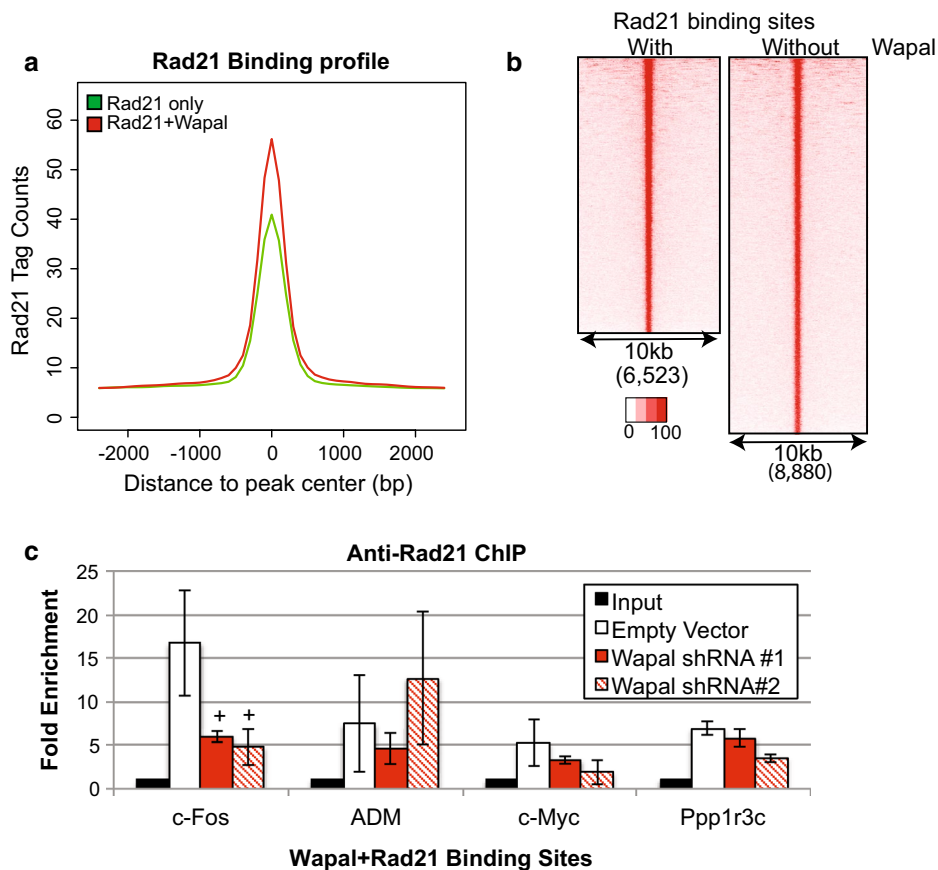 a
Rad21 Binding profile
Rad21 only
Rad21+Wapal
Rad21 Tag Counts
60
50
40
30
20
10
0
-2000 -1000 0 1000 2000
Distance to peak center (bp)
b
Rad21 binding sites
With Without Wapal
10kb
(6,523)
0 100
10kb
(8,880)
c
Anti-Rad21 ChIP
Fold Enrichment
25
20
15
10
5
0
Input
Empty Vector
Wapal shRNA #1
Wapal shRNA#2
+ +
c-Fos ADM c-Myc Ppp1r3c
Wapal+Rad21 Binding Sites